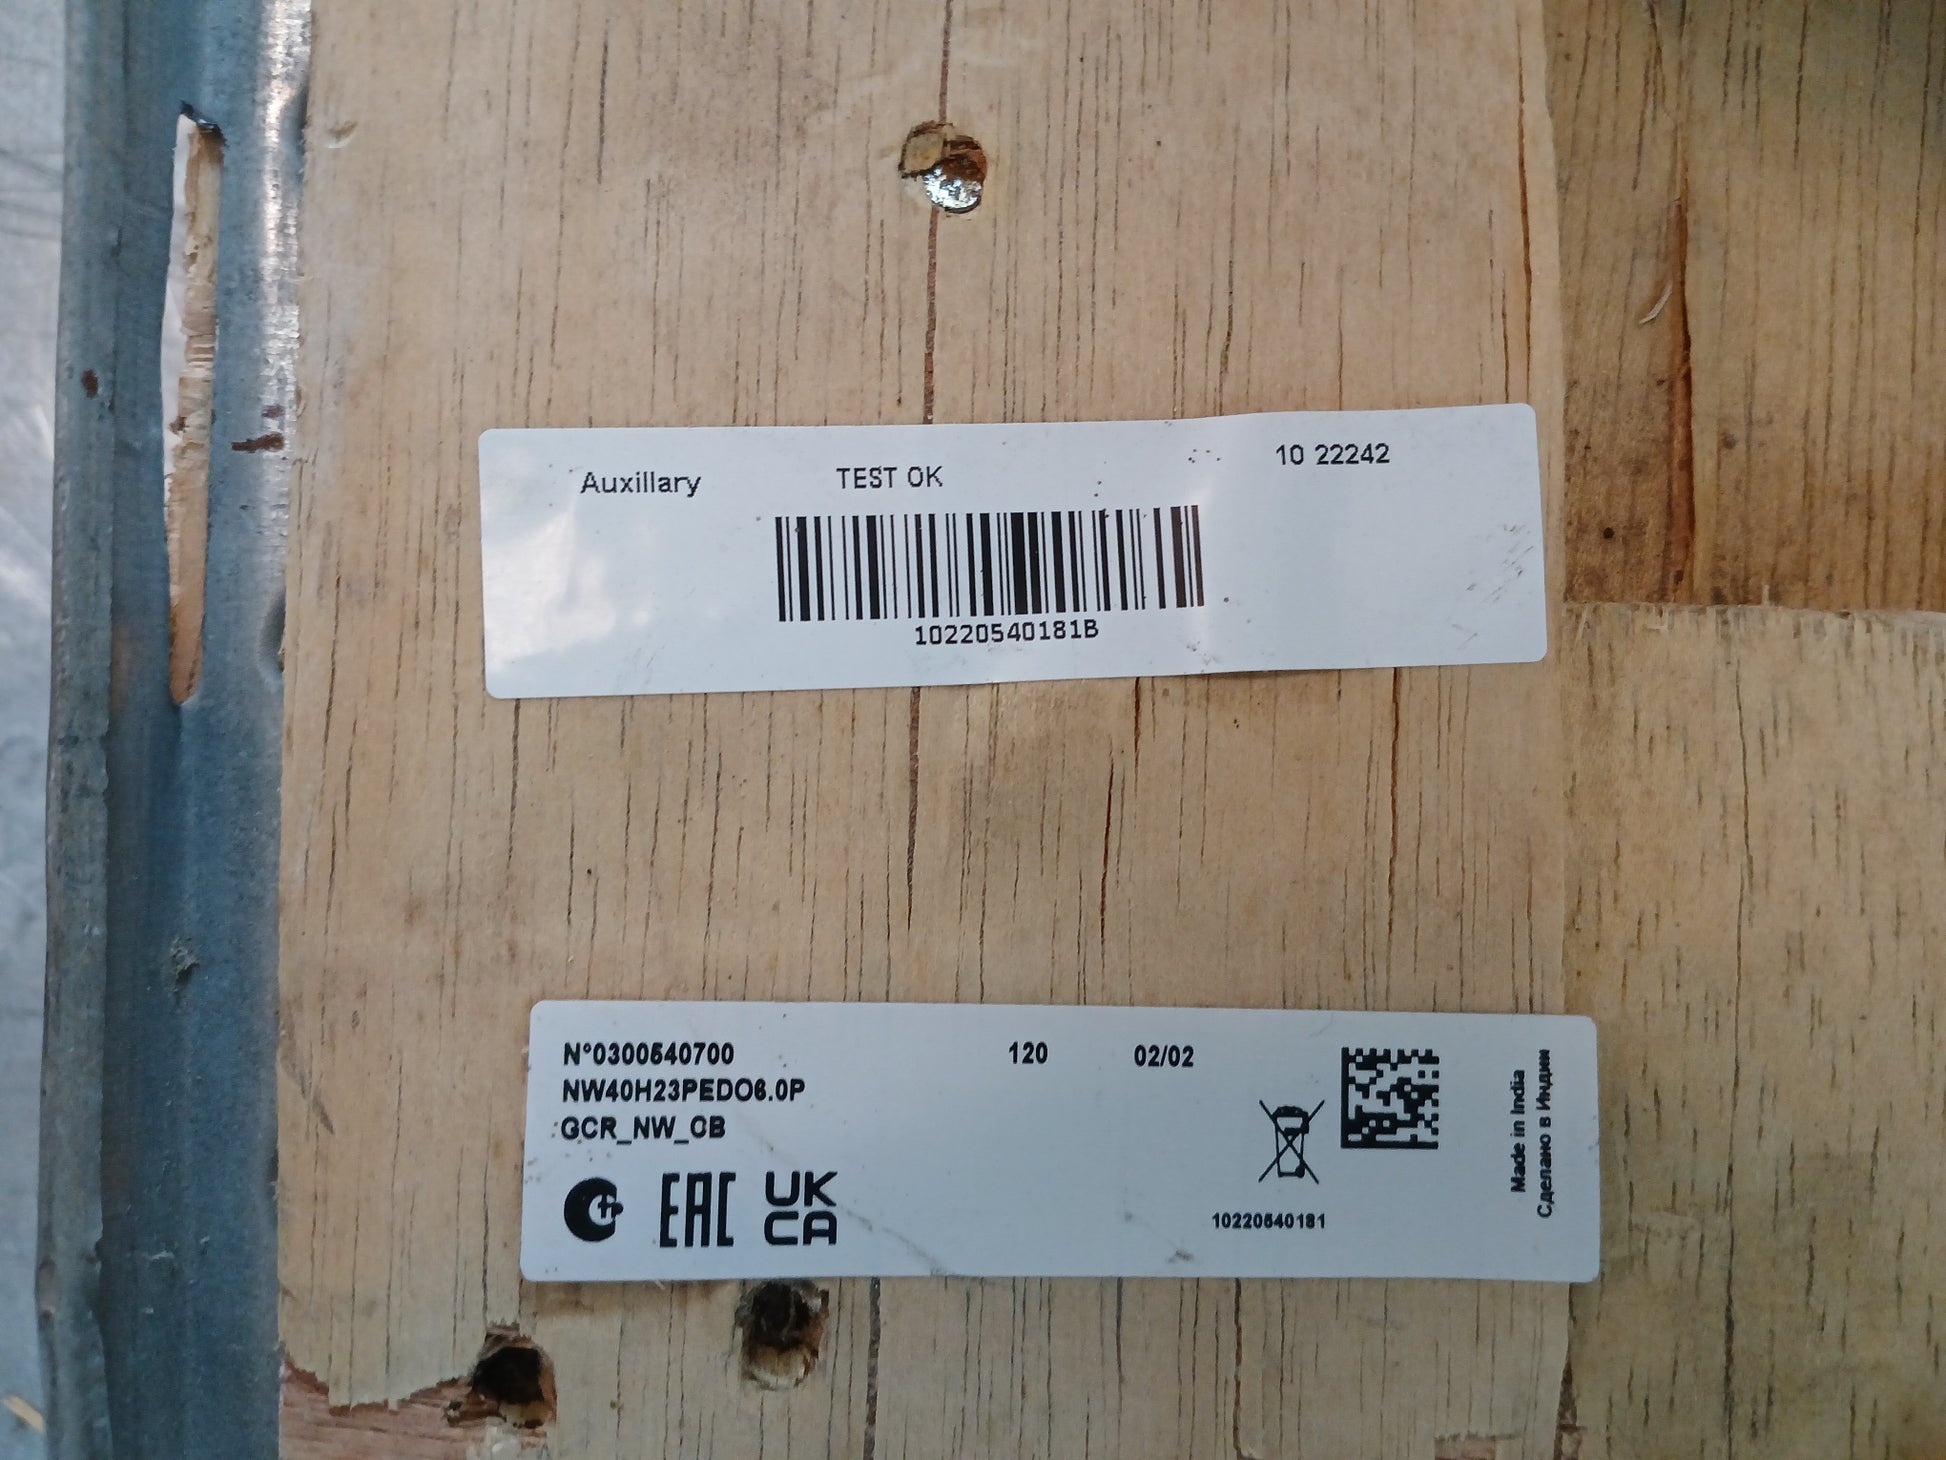 Auxillary TEST OK 10 22242
10220540181B
N°0300540700 120 02/02
NW40H23PEDO6.0P
GCR_NW_CB
EAC UK
CA
10220540181
Made in India
Сделано в Индии